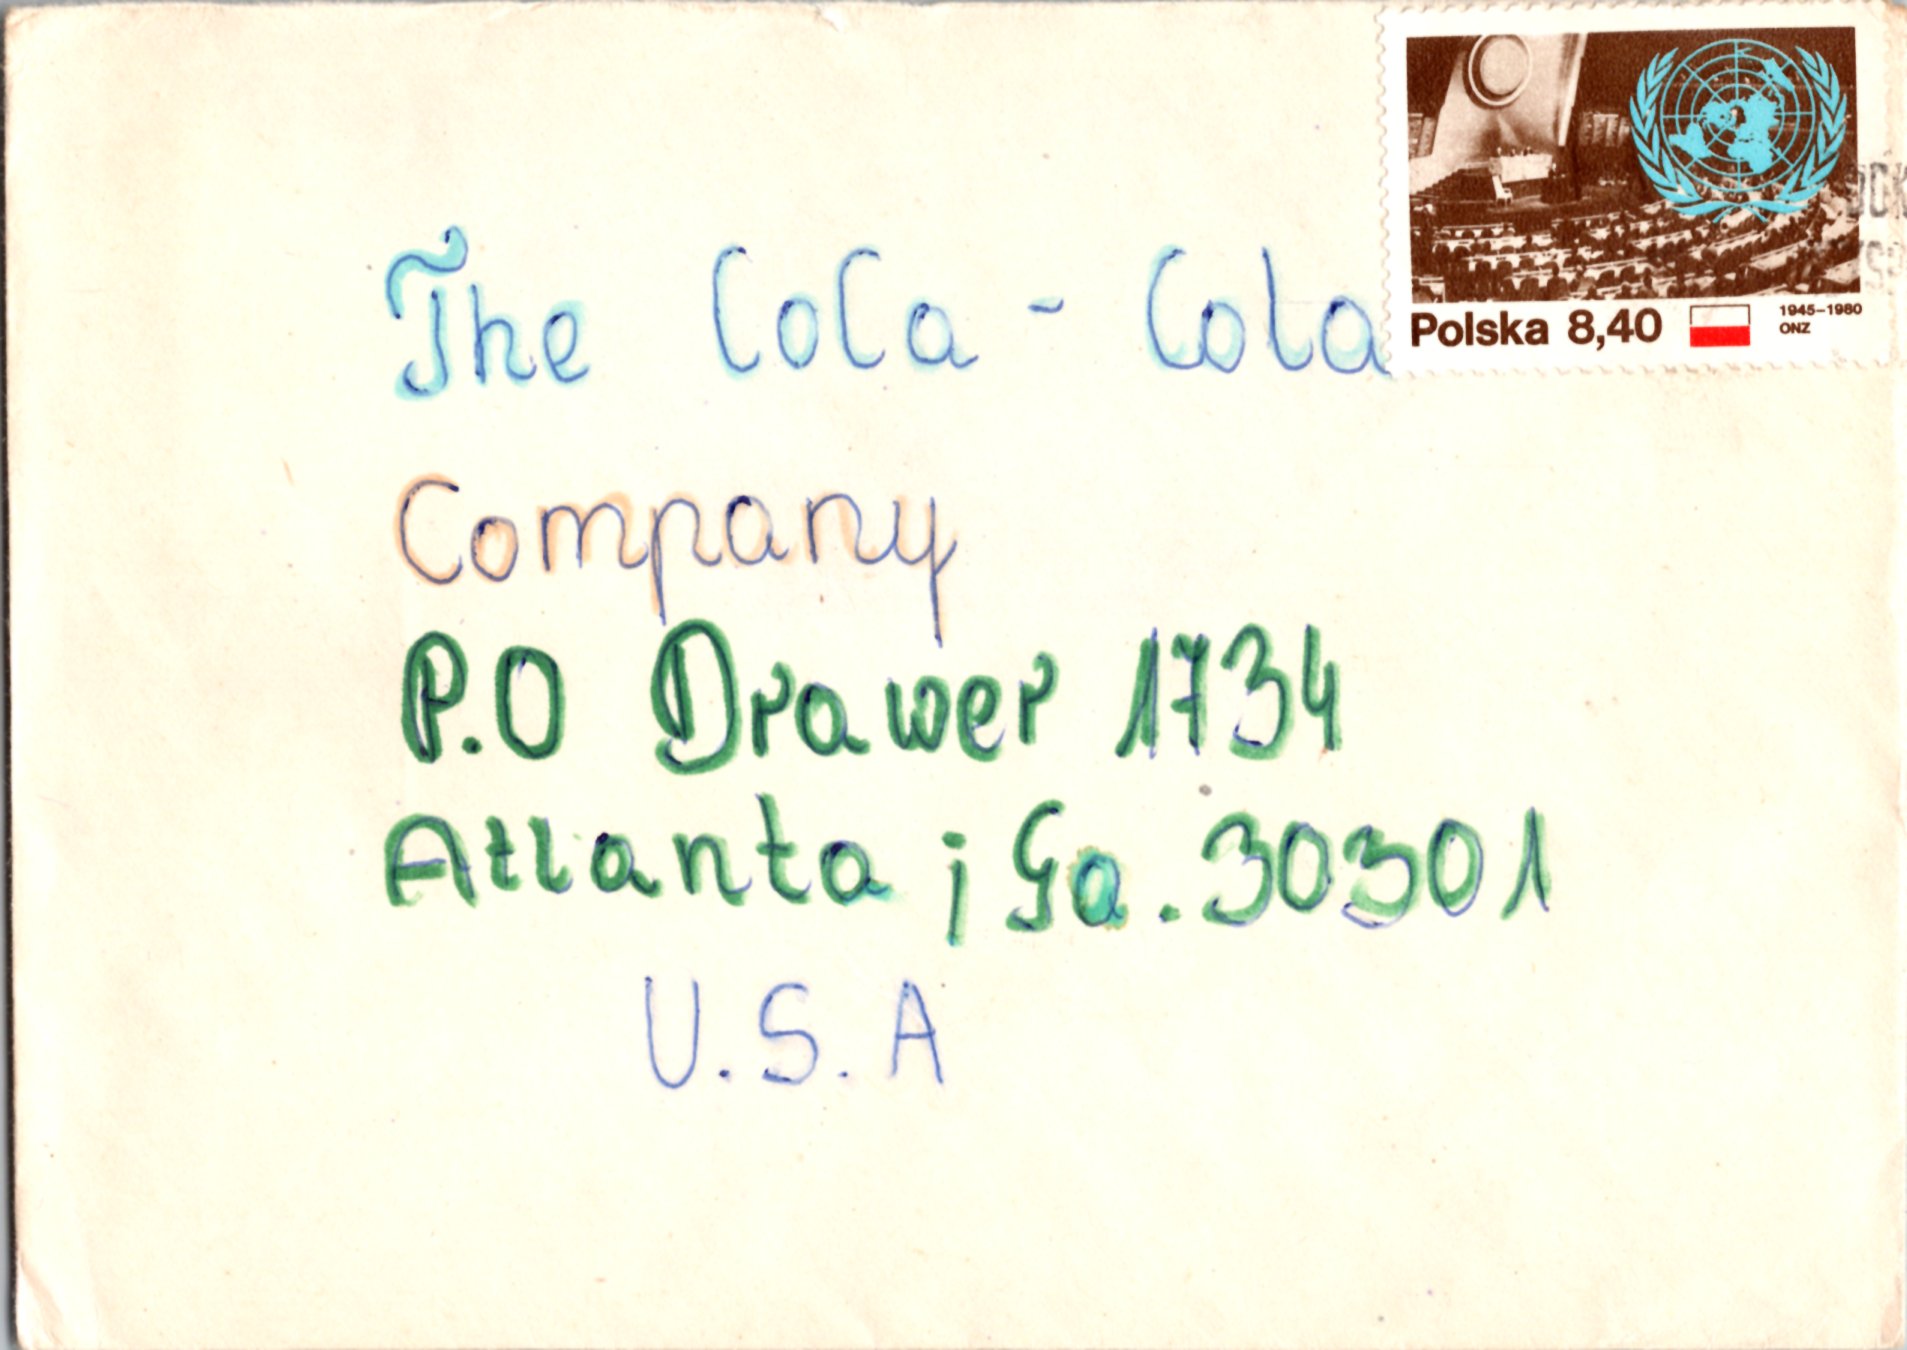 The CoCa - Cola
Company
P.O Drawer 1734
Atlanta ; Ga. 30301
U.S.A
Polska 8,40
1945-1980
ONZ